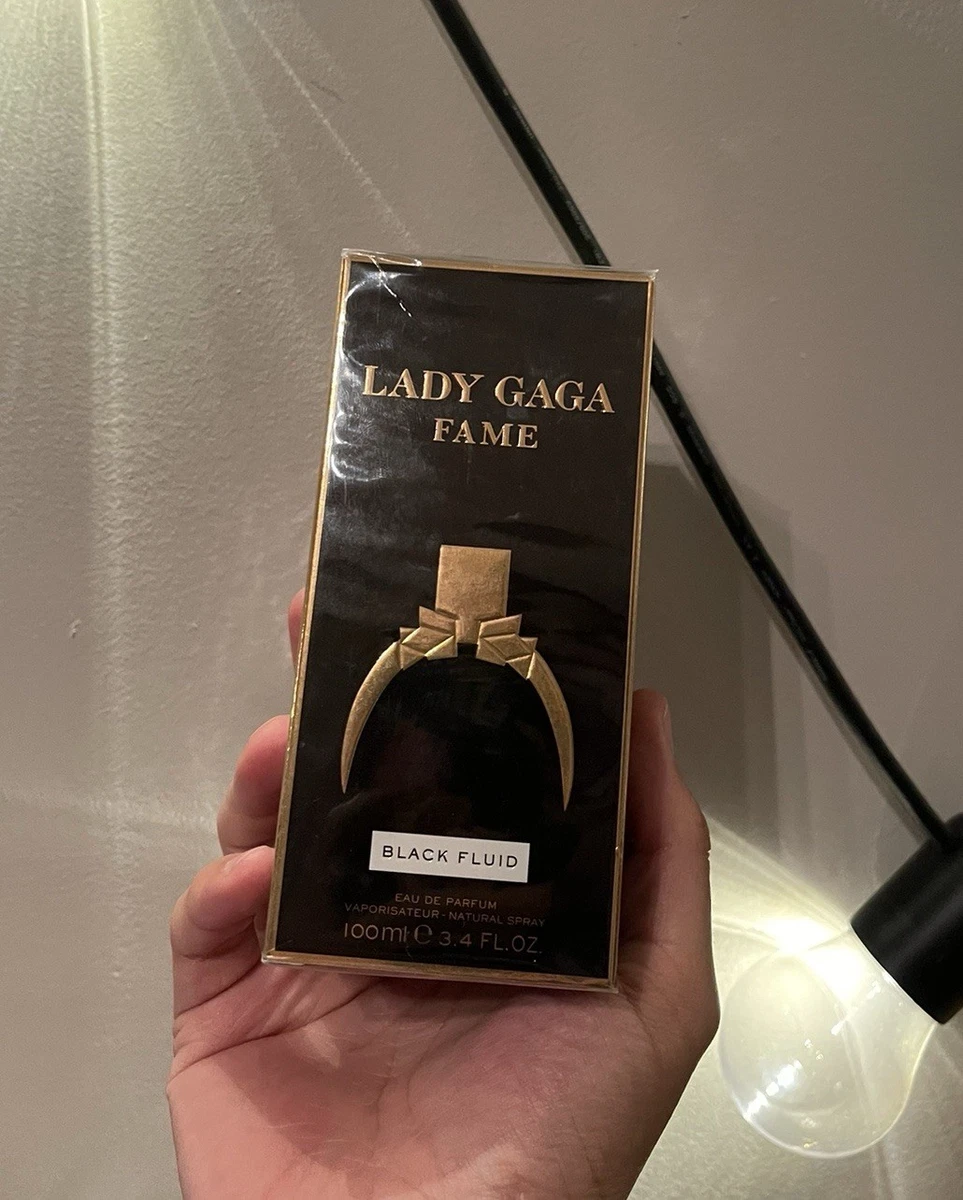 LADY GAGA
FAME
BLACK FLUID
EAU DE PARFUM
VAPORISATEUR - NATURAL SPRAY
100ml ℮ 3.4 FL.OZ.